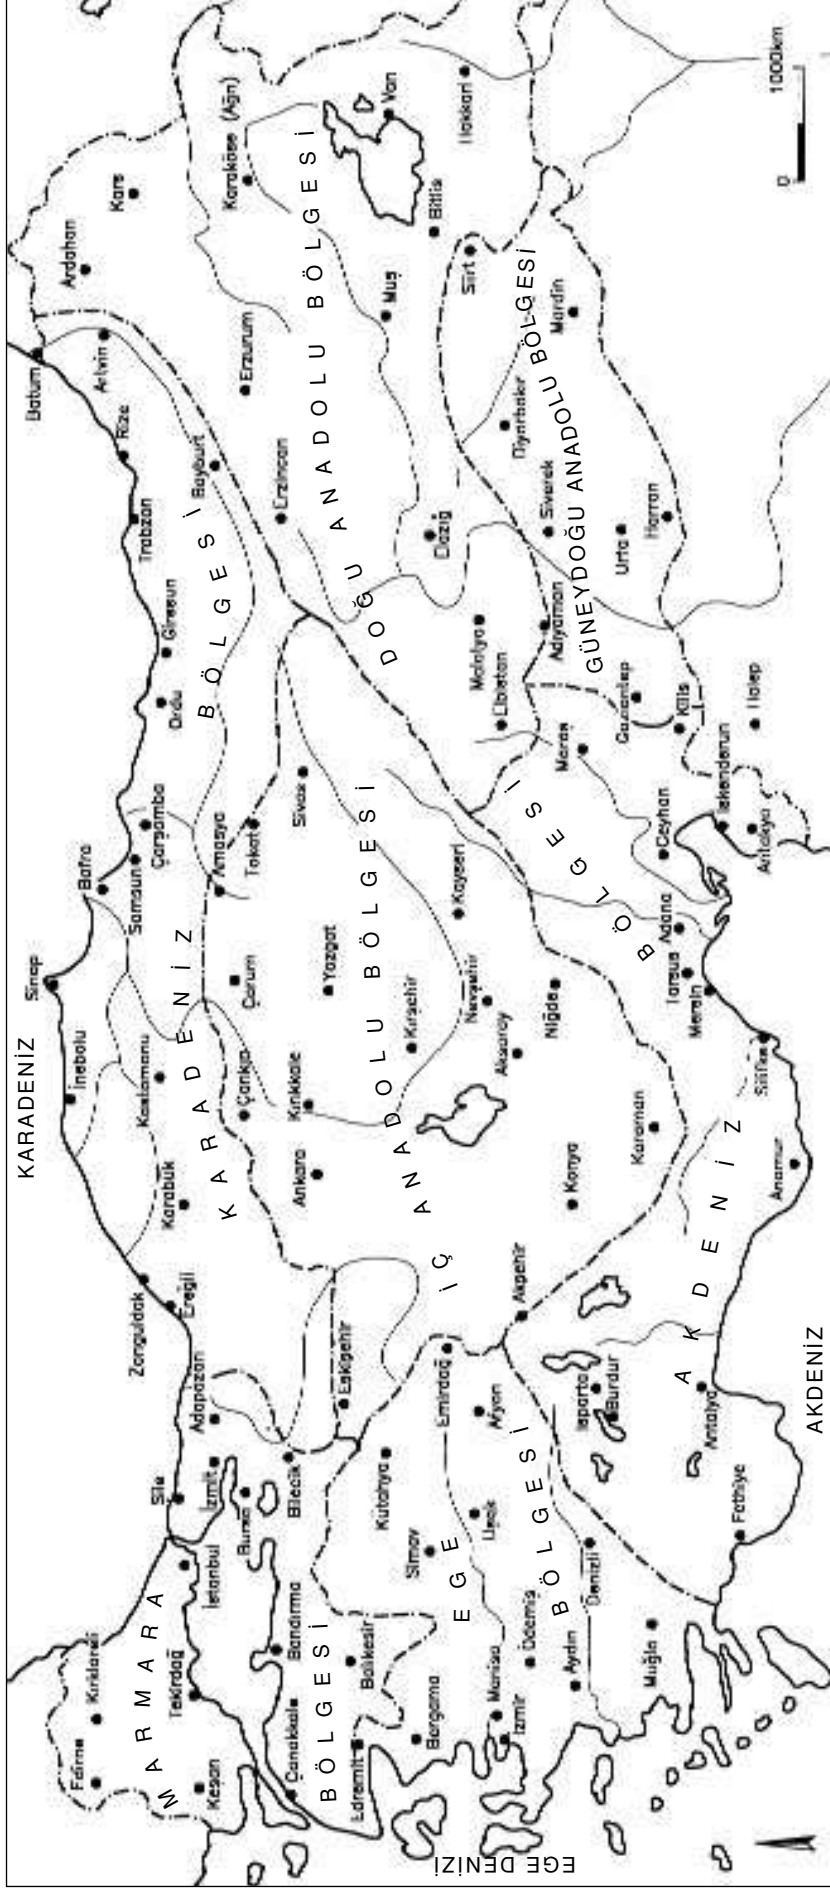 KARADENİZ
Sinop
İnebolu
Bafra
Batum
Ardahan
Kars
Artvin
Rize
Trabzon
Giresun
Ordu
Samsun
Çarşamba
Kastamonu
Karabük
Zonguldak
Ereğli
Bayburt
KARADENİZ BÖLGESİ
Edirne
Kırklareli
Tekirdağ
Keşan
İstanbul
Şile
İzmit
Adapazarı
Bursa
Bilecik
Bandırma
Balıkesir
Çanakkale
Edremit
MARMARA BÖLGESİ
Amasya
Tokat
Çorum
Çankırı
Kırıkkale
Ankara
Yozgat
Sivas
Kırşehir
Kayseri
Nevşehir
Aksaray
Niğde
Konya
Karaman
Akşehir
Eskişehir
Emirdağ
İÇ ANADOLU BÖLGESİ
Karaköse (Ağrı)
Erzurum
Erzincan
Muş
Van
Bitlis
Hakkari
Elazığ
Malatya
Elbistan
DOĞU ANADOLU BÖLGESİ
Siirt
Mardin
Diyarbakır
Siverek
Urfa
Harran
Adıyaman
Gaziantep
Kilis
Halep
GÜNEYDOĞU ANADOLU BÖLGESİ
Kütahya
Afyon
Uşak
Simav
Bergama
Manisa
İzmir
Ödemiş
Aydın
Denizli
Muğla
EGE BÖLGESİ
EGE DENİZİ
Fethiye
Isparta
Burdur
Antalya
Anamur
Silifke
Mersin
Tarsus
Adana
Ceyhan
Maraş
İskenderun
Antakya
AKDENİZ BÖLGESİ
AKDENİZ
0 1000km